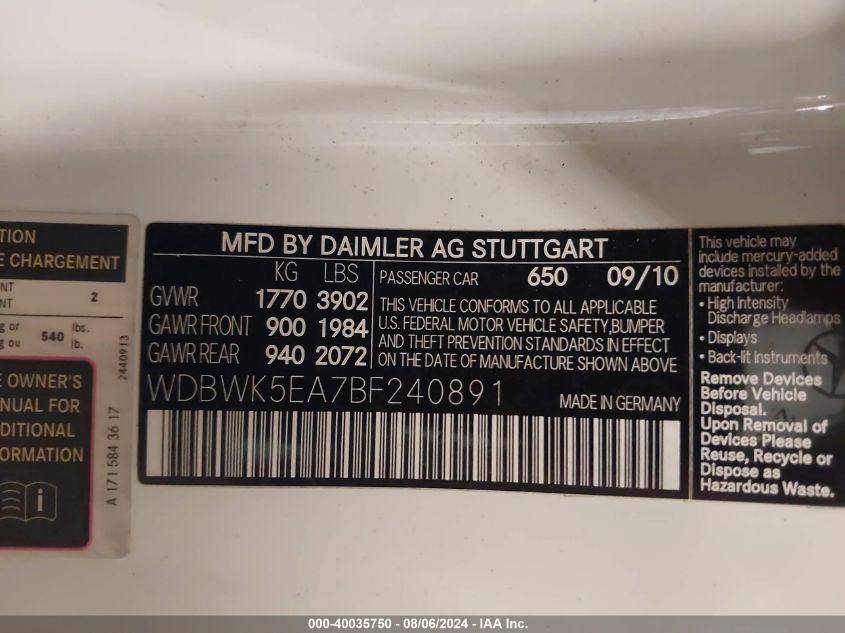 TION
E CHARGEMENT
NT
NT 2
g or
g ou 540 lbs.
lb.
2440913
E OWNER'S
ANUAL FOR
DITIONAL
FORMATION
i
A 171 584 36 17
MFD BY DAIMLER AG STUTTGART
KG LBS
GVWR 1770 3902
GAWR FRONT 900 1984
GAWR REAR 940 2072
PASSENGER CAR 650 09/10
THIS VEHICLE CONFORMS TO ALL APPLICABLE
U.S. FEDERAL MOTOR VEHICLE SAFETY,BUMPER
AND THEFT PREVENTION STANDARDS IN EFFECT
ON THE DATE OF MANUFACTURE SHOWN ABOVE
WDBWK5EA7BF240891
MADE IN GERMANY
This vehicle may
include mercury-added
devices installed by the
manufacturer:
• High Intensity
Discharge Headlamps
• Displays
• Back-lit instruments
Remove Devices
Before Vehicle
Disposal.
Upon Removal of
Devices Please
Reuse, Recycle or
Dispose as
Hazardous Waste.
000-40035750 - 08/06/2024 - IAA Inc.